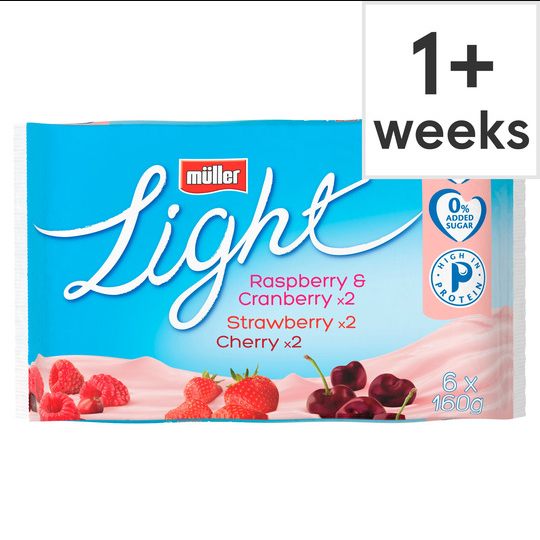 1+
weeks
müller
Light
0%
ADDED
SUGAR
HIGH IN
PROTEIN
P
Raspberry &
Cranberry x2
Strawberry x2
Cherry x2
6 x
160g